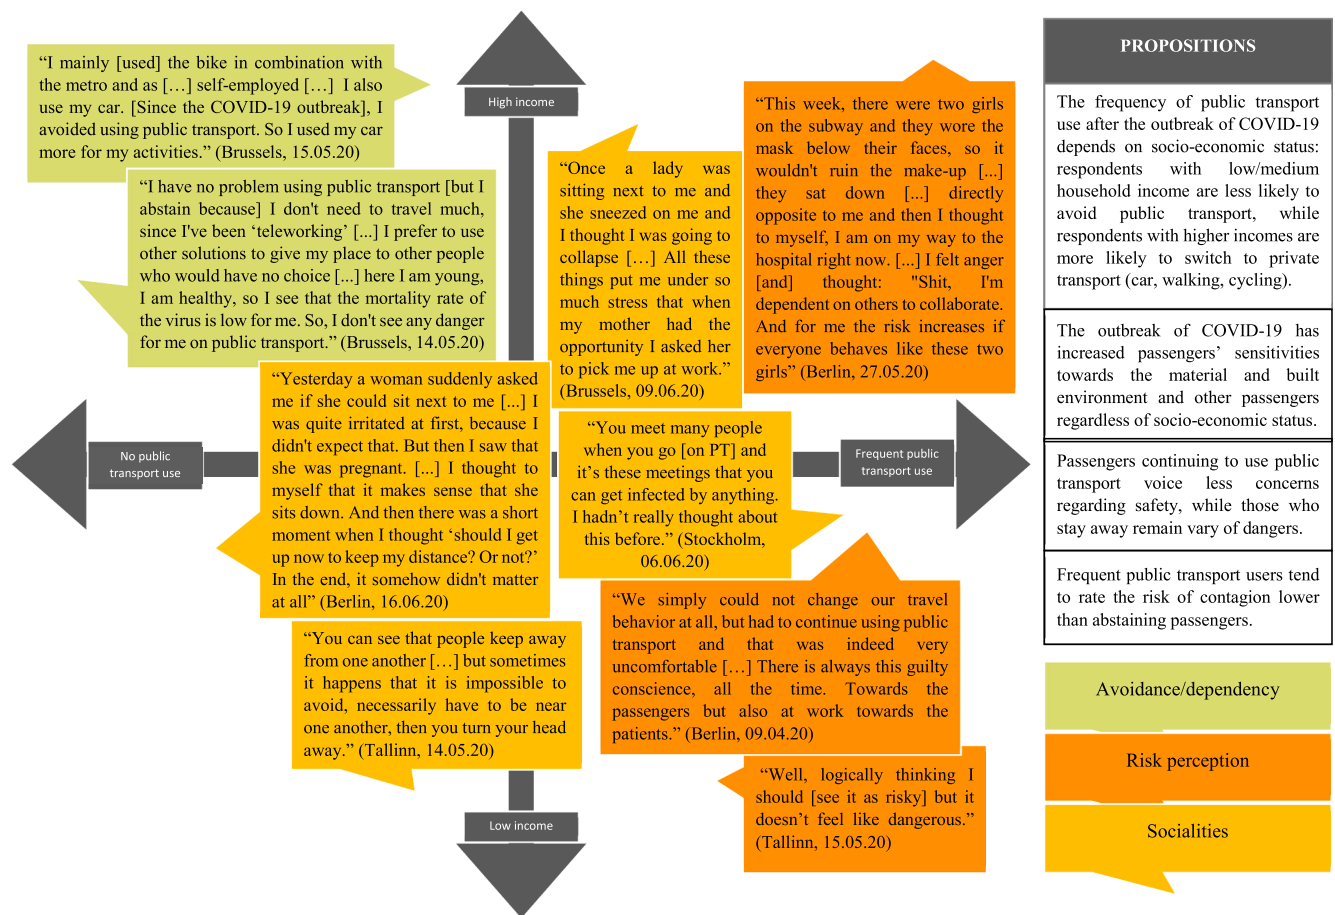 “I mainly [used] the bike in combination with
the metro and as […] self-employed […]  I also
use my car. [Since the COVID-19 outbreak], I
avoided using public transport. So I used my car
more for my activities.” (Brussels, 15.05.20)
“I have no problem using public transport [but I
abstain because] I don't need to travel much,
since I've been ‘teleworking’ [...] I prefer to use
other solutions to give my place to other people
who would have no choice [...] here I am young,
I am healthy, so I see that the mortality rate of
the virus is low for me. So, I don't see any danger
for me on public transport.” (Brussels, 14.05.20)
High income
“Once a lady was
sitting next to me and
she sneezed on me and
I thought I was going to
collapse […] All these
things put me under so
much stress that when
my mother had the
opportunity I asked her
to pick me up at work.”
(Brussels, 09.06.20)
“This week, there were two girls
on the subway and they wore the
mask below their faces, so it
wouldn't ruin the make-up [...]
they sat down [...] directly
opposite to me and then I thought
to myself, I am on my way to the
hospital right now. [...] I felt anger
[and] thought: "Shit, I'm
dependent on others to collaborate.
And for me the risk increases if
everyone behaves like these two
girls” (Berlin, 27.05.20)
No public
transport use
“Yesterday a woman suddenly asked
me if she could sit next to me [...] I
was quite irritated at first, because I
didn't expect that. But then I saw that
she was pregnant. [...] I thought to
myself that it makes sense that she
sits down. And then there was a short
moment when I thought ‘should I get
up now to keep my distance? Or not?’
In the end, it somehow didn't matter
at all” (Berlin, 16.06.20)
“You meet many people
when you go [on PT] and
it’s these meetings that you
can get infected by anything.
I hadn’t really thought about
this before.” (Stockholm,
06.06.20)
Frequent public
transport use
“You can see that people keep away
from one another […] but sometimes
it happens that it is impossible to
avoid, necessarily have to be near
one another, then you turn your head
away.” (Tallinn, 14.05.20)
“We simply could not change our travel
behavior at all, but had to continue using public
transport and that was indeed very
uncomfortable […] There is always this guilty
conscience, all the time. Towards the
passengers but also at work towards the
patients.” (Berlin, 09.04.20)
“Well, logically thinking I
should [see it as risky] but it
doesn’t feel like dangerous.”
(Tallinn, 15.05.20)
Low income
PROPOSITIONS
The frequency of public transport
use after the outbreak of COVID-19
depends on socio-economic status:
respondents with low/medium
household income are less likely to
avoid public transport, while
respondents with higher incomes are
more likely to switch to private
transport (car, walking, cycling).
The outbreak of COVID-19 has
increased passengers’ sensitivities
towards the material and built
environment and other passengers
regardless of socio-economic status.
Passengers continuing to use public
transport voice less concerns
regarding safety, while those who
stay away remain vary of dangers.
Frequent public transport users tend
to rate the risk of contagion lower
than abstaining passengers.
Avoidance/dependency
Risk perception
Socialities